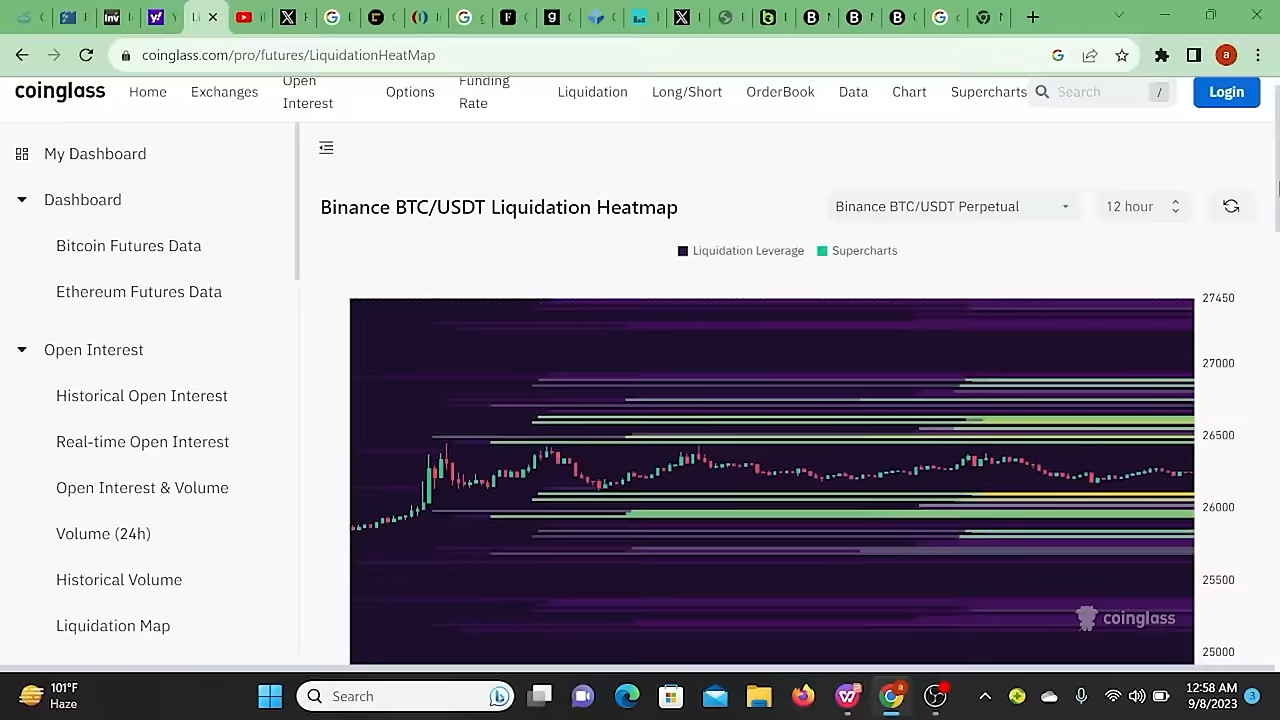 coinglass.com/pro/futures/LiquidationHeatMap
coinglass
Home
Exchanges
Open Interest
Options
Funding Rate
Liquidation
Long/Short
OrderBook
Data
Chart
Supercharts
Search
/
Login
My Dashboard
Dashboard
Bitcoin Futures Data
Ethereum Futures Data
Open Interest
Historical Open Interest
Real-time Open Interest
Open Interest & Volume
Volume (24h)
Historical Volume
Liquidation Map
Binance BTC/USDT Liquidation Heatmap
Binance BTC/USDT Perpetual
12 hour
Liquidation Leverage
Supercharts
27450
27000
26500
26000
25500
25000
coinglass
101°F
Haze
Search
12:58 AM
9/8/2023
3